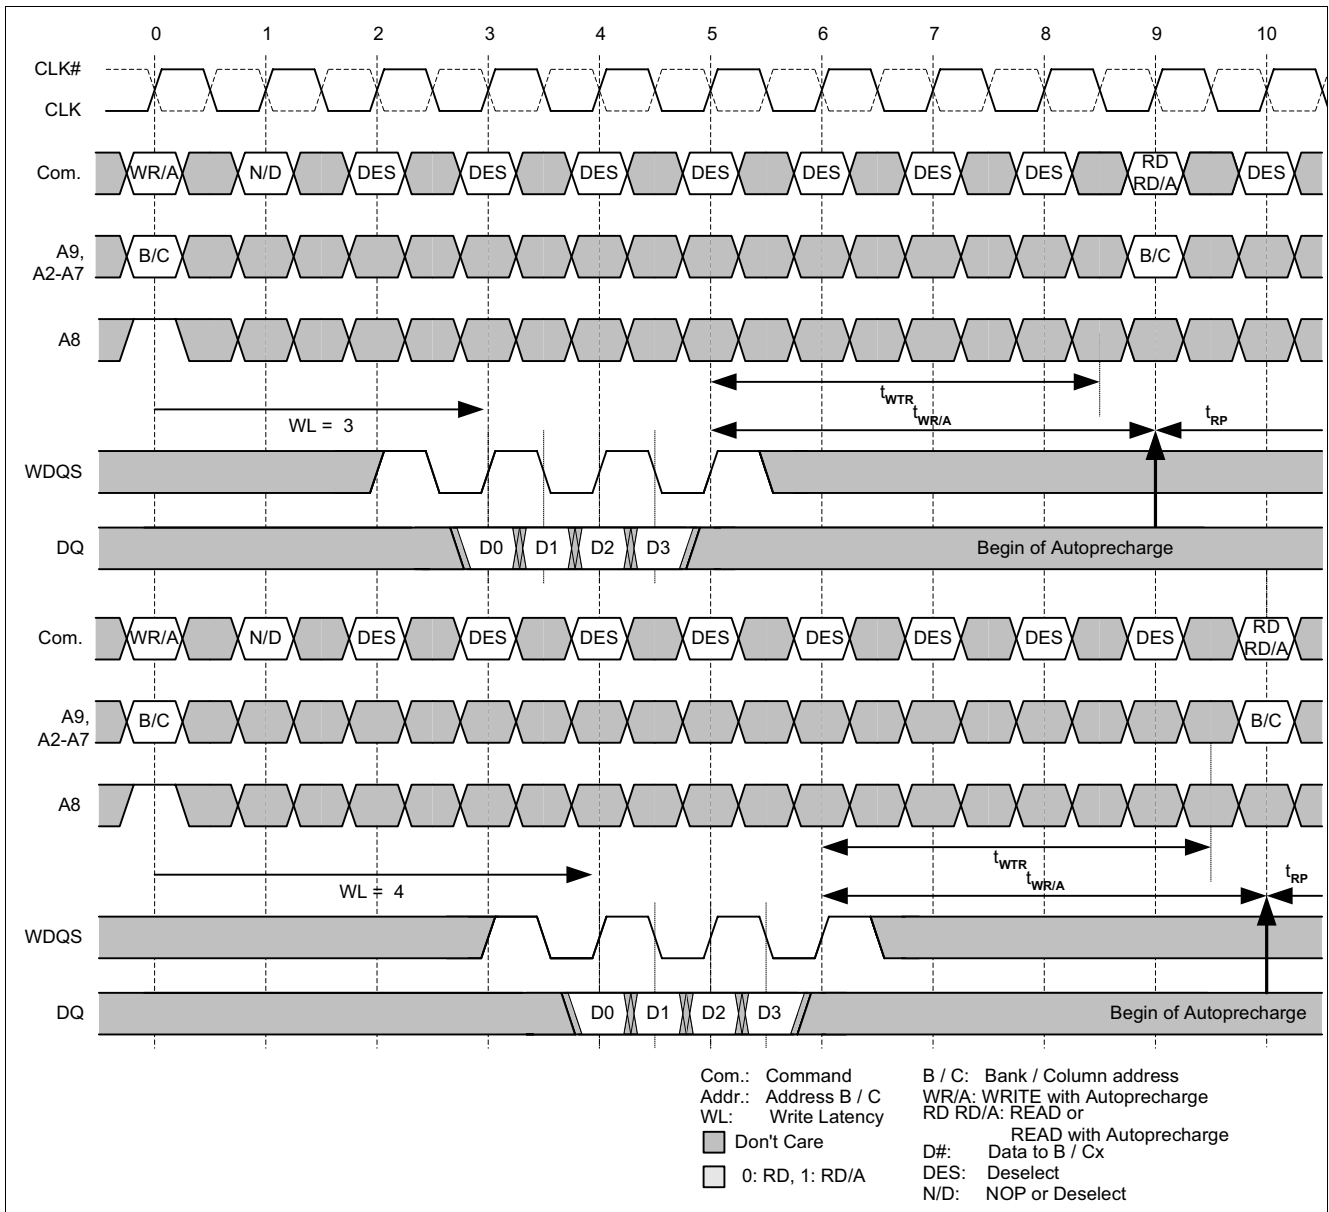 0 1 2 3 4 5 6 7 8 9 10
CLK#
CLK
Com. WR/A N/D DES DES DES DES DES DES DES RD RD/A DES
A9, A2-A7 B/C B/C
A8
tWTR
WL = 3 tWR/A tRP
WDQS
DQ D0 D1 D2 D3 Begin of Autoprecharge
Com. WR/A N/D DES DES DES DES DES DES DES DES RD RD/A
A9, A2-A7 B/C B/C
A8
tWTR
WL = 4 tWR/A tRP
WDQS
DQ D0 D1 D2 D3 Begin of Autoprecharge
Com.: Command
Addr.: Address B / C
WL: Write Latency
Don't Care
0: RD, 1: RD/A
B / C: Bank / Column address
WR/A: WRITE with Autoprecharge
RD RD/A: READ or
READ with Autoprecharge
D#: Data to B / Cx
DES: Deselect
N/D: NOP or Deselect